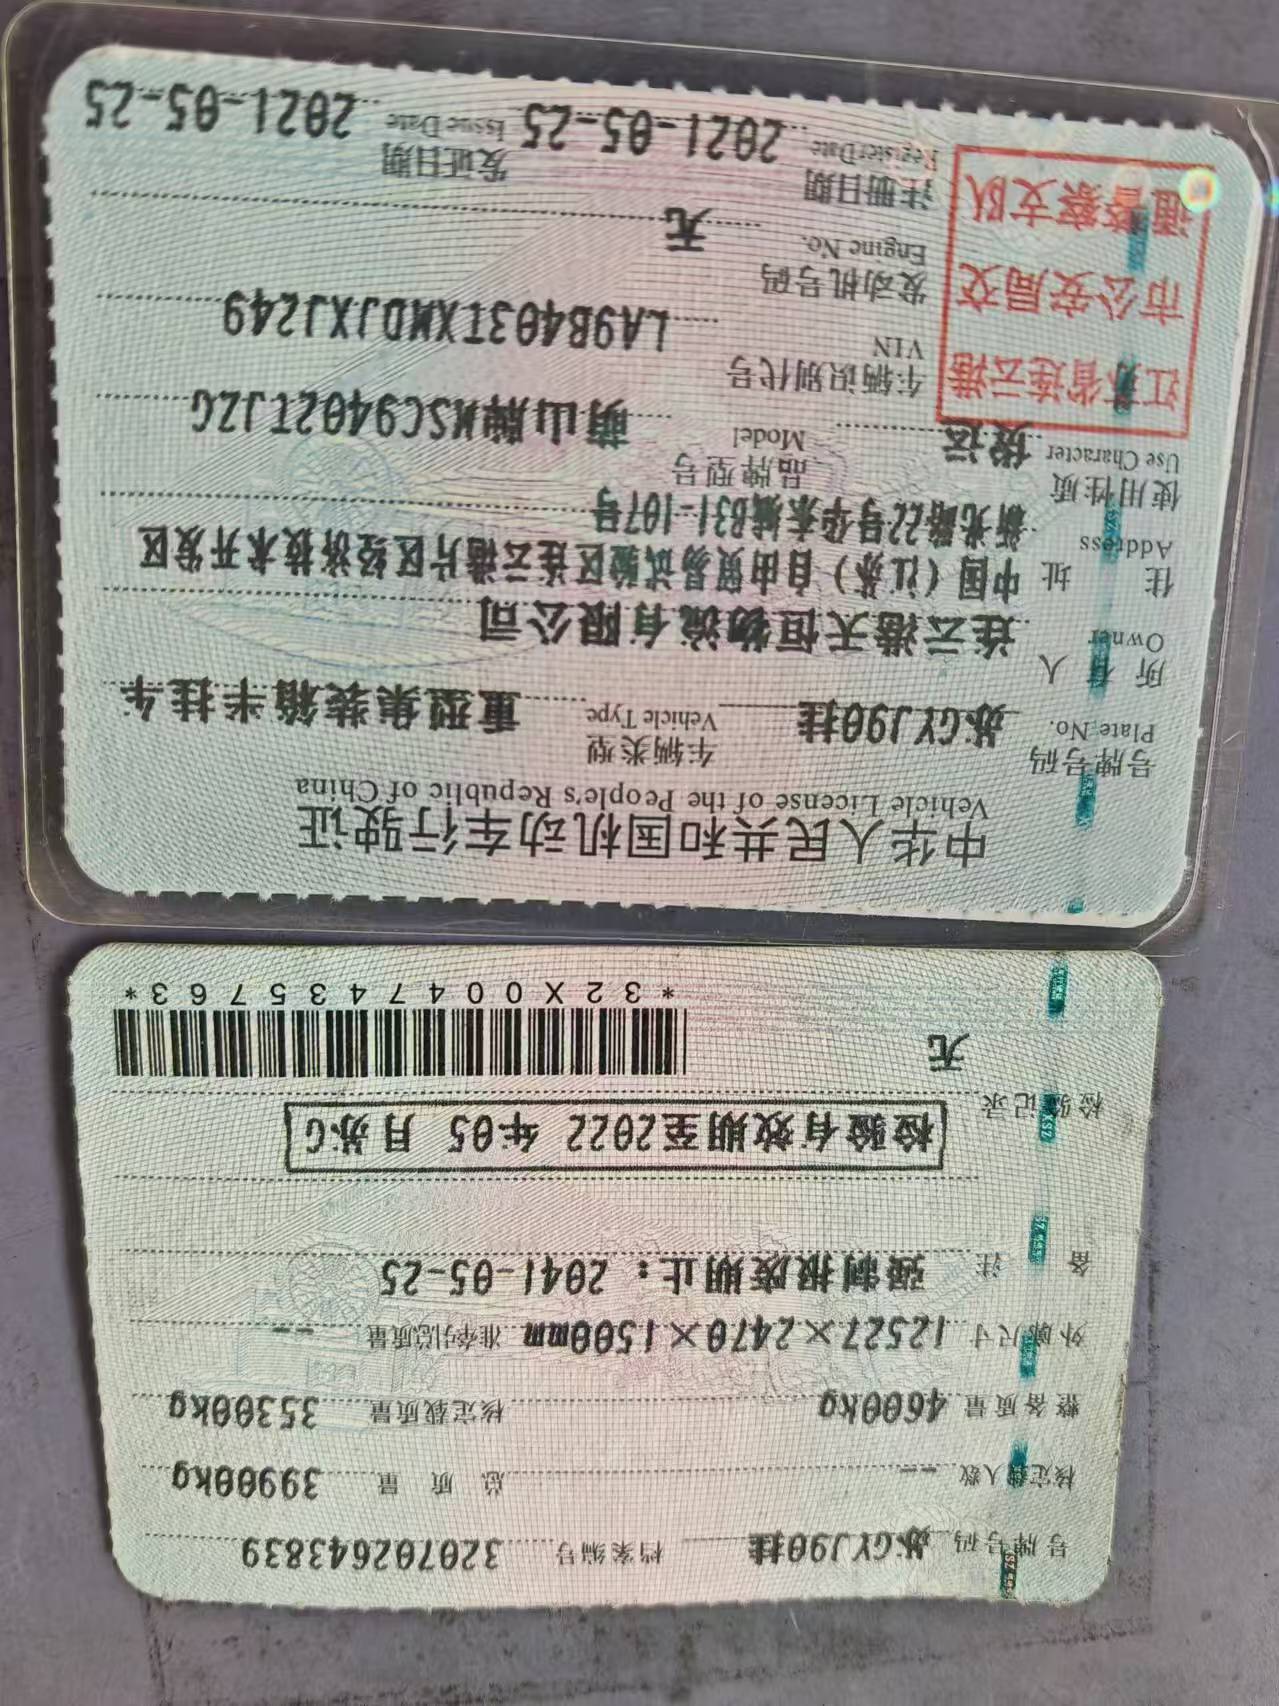 中华人民共和国机动车行驶证
Vehicle License of the People's Republic of China
号牌号码 Plate No. 苏GYJ90挂 车辆类型 Vehicle Type 重型集装箱半挂车
所有人 Owner 连云港天恒物流有限公司
住址 Address 中国（江苏）自由贸易试验区连云港片区经济技术开发区
新光路22号华泰城B31-107号
使用性质 Use Character 货运 品牌型号 Model 萌山牌MSC9402TJZG
江苏省连云港
市公安局交
通警察支队
车辆识别代号 VIN LA9B403TXMDJXJ249
发动机号码 Engine No. 无
注册日期 Register Date 2021-05-25 发证日期 Issue Date 2021-05-25
号牌号码 苏GYJ90挂 档案编号 320702643839
核定载人数 -- 总质量 39900kg
整备质量 4600kg 核定载质量 35300kg
外廓尺寸 12527×2470×1500mm 准牵引总质量 --
备注 强制报废期止：2041-05-25
检验有效期至2022年05月苏G
检验记录
无
*32X0047435763*